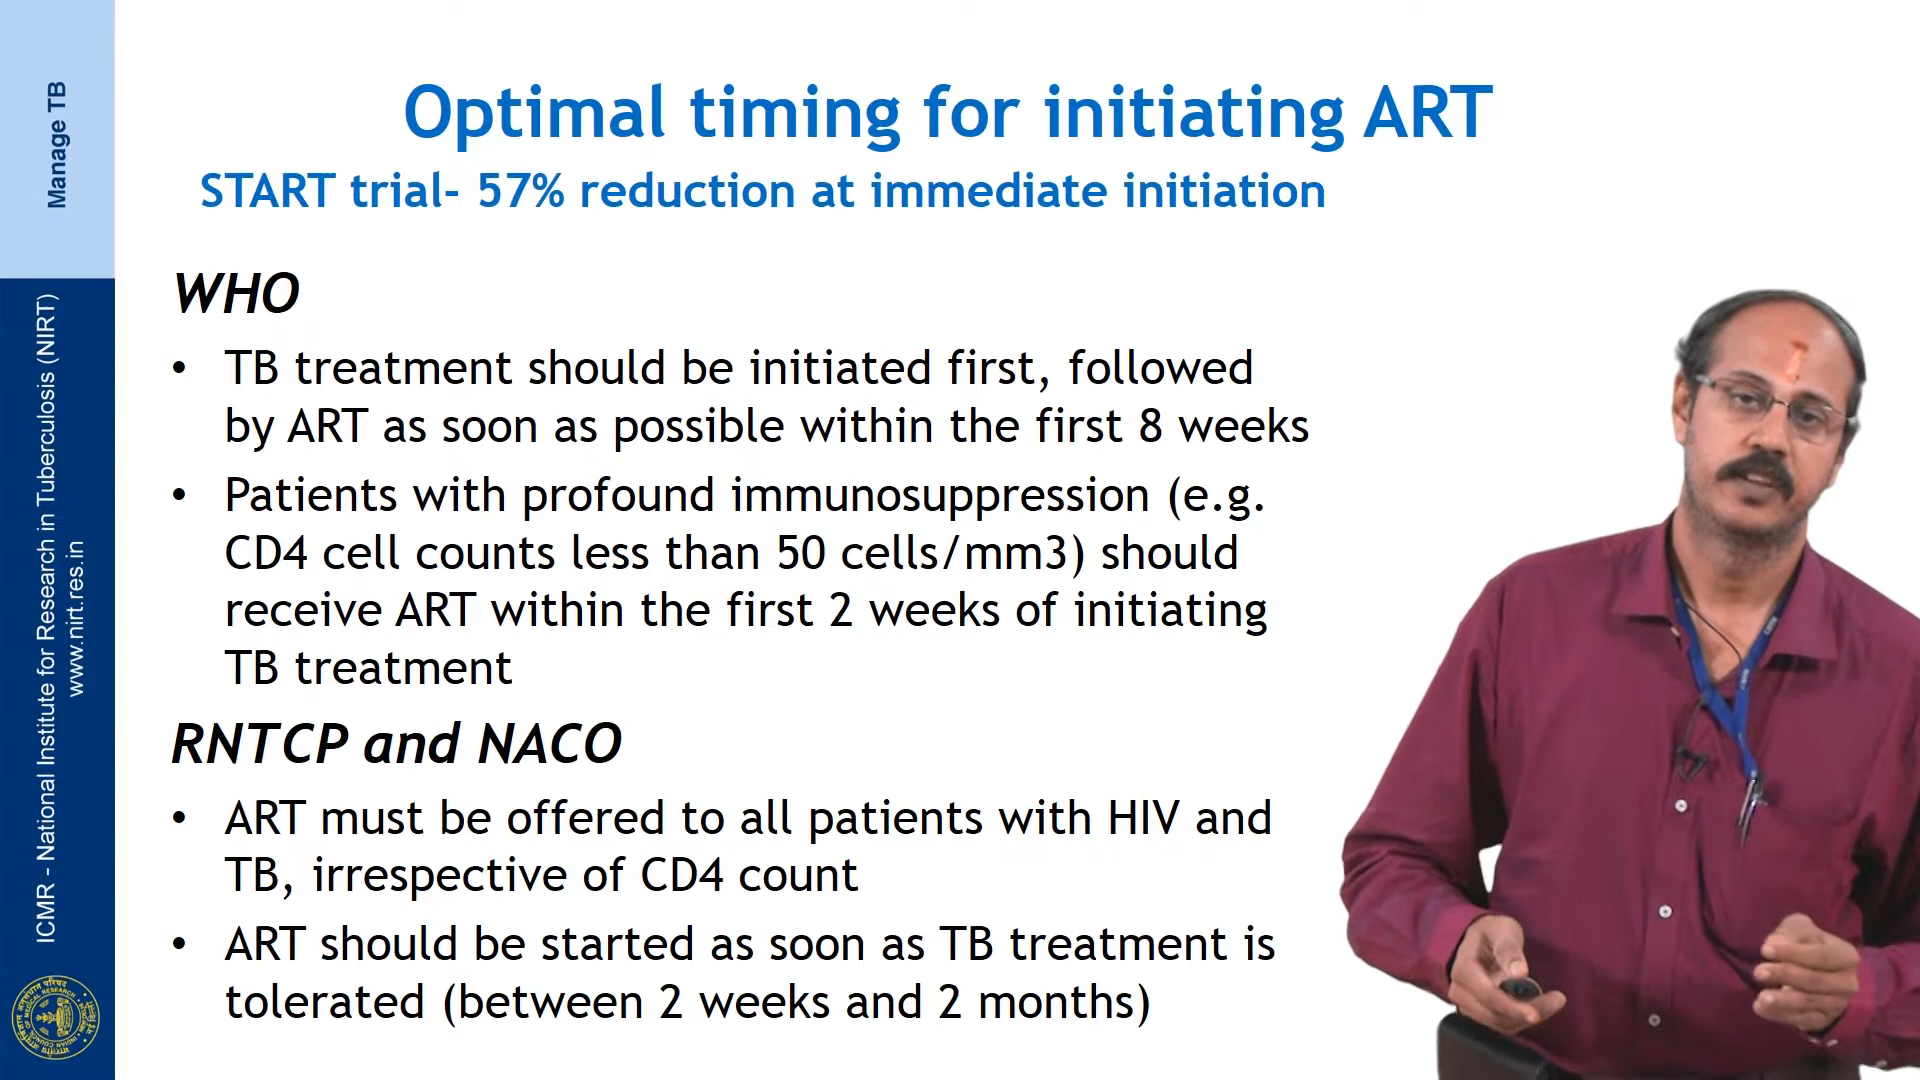 Manage TB
ICMR - National Institute for Research in Tuberculosis (NIRT)
www.nirt.res.in
Optimal timing for initiating ART
START trial- 57% reduction at immediate initiation
WHO
• TB treatment should be initiated first, followed
by ART as soon as possible within the first 8 weeks
• Patients with profound immunosuppression (e.g.
CD4 cell counts less than 50 cells/mm3) should
receive ART within the first 2 weeks of initiating
TB treatment
RNTCP and NACO
• ART must be offered to all patients with HIV and
TB, irrespective of CD4 count
• ART should be started as soon as TB treatment is
tolerated (between 2 weeks and 2 months)